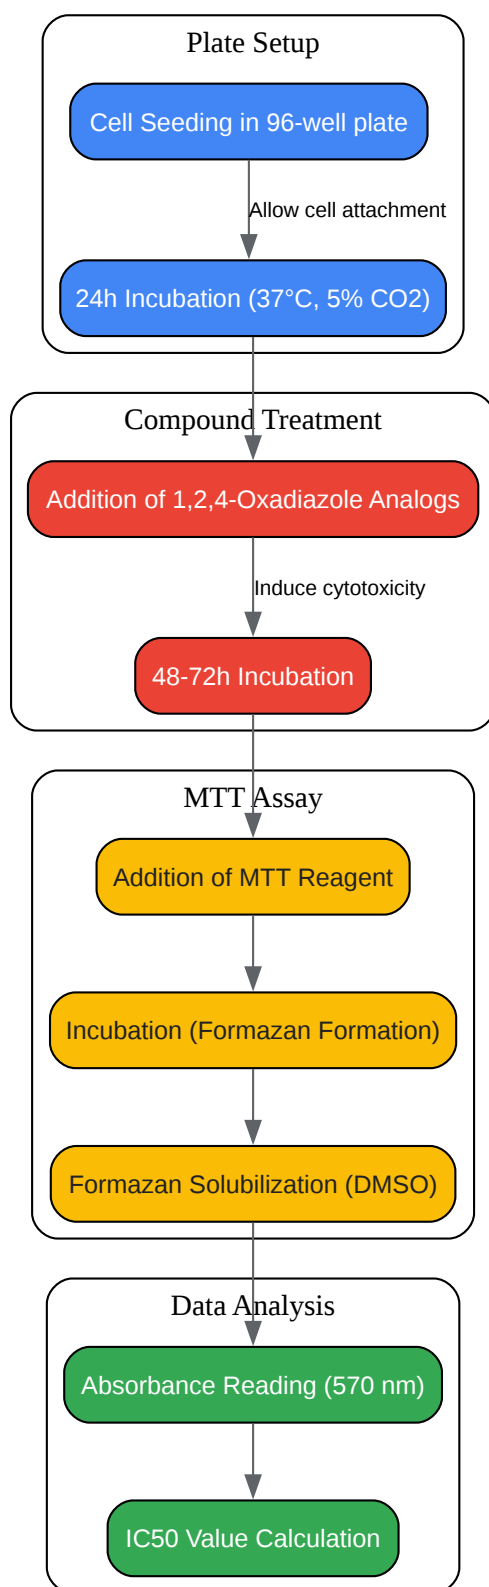 Plate Setup
Cell Seeding in 96-well plate
Allow cell attachment
24h Incubation (37°C, 5% CO2)
Compound Treatment
Addition of 1,2,4-Oxadiazole Analogs
Induce cytotoxicity
48-72h Incubation
MTT Assay
Addition of MTT Reagent
Incubation (Formazan Formation)
Formazan Solubilization (DMSO)
Data Analysis
Absorbance Reading (570 nm)
IC50 Value Calculation